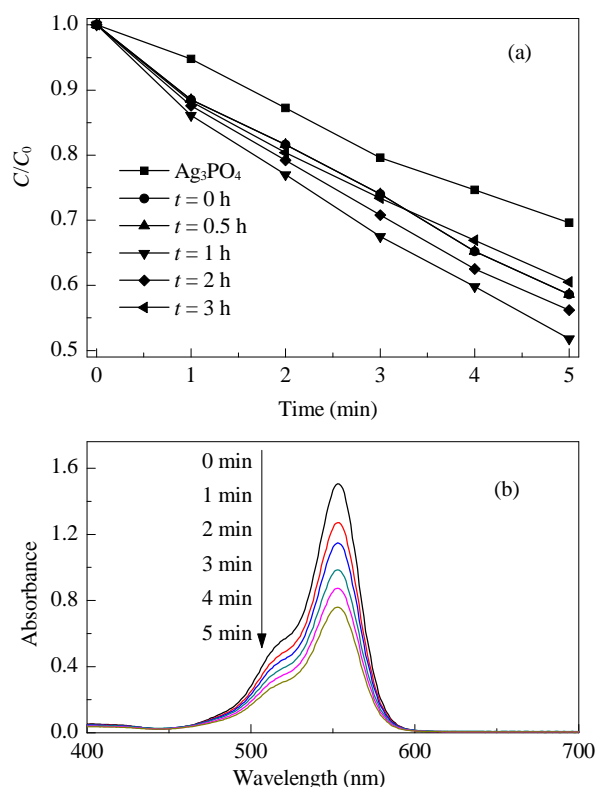 (a)
1.0
0.9
0.8
0.7
0.6
0.5
C/C₀
Ag₃PO₄
t = 0 h
t = 0.5 h
t = 1 h
t = 2 h
t = 3 h
0 1 2 3 4 5
Time (min)
(b)
1.6
1.2
0.8
0.4
0.0
Absorbance
0 min
1 min
2 min
3 min
4 min
5 min
400 500 600 700
Wavelength (nm)